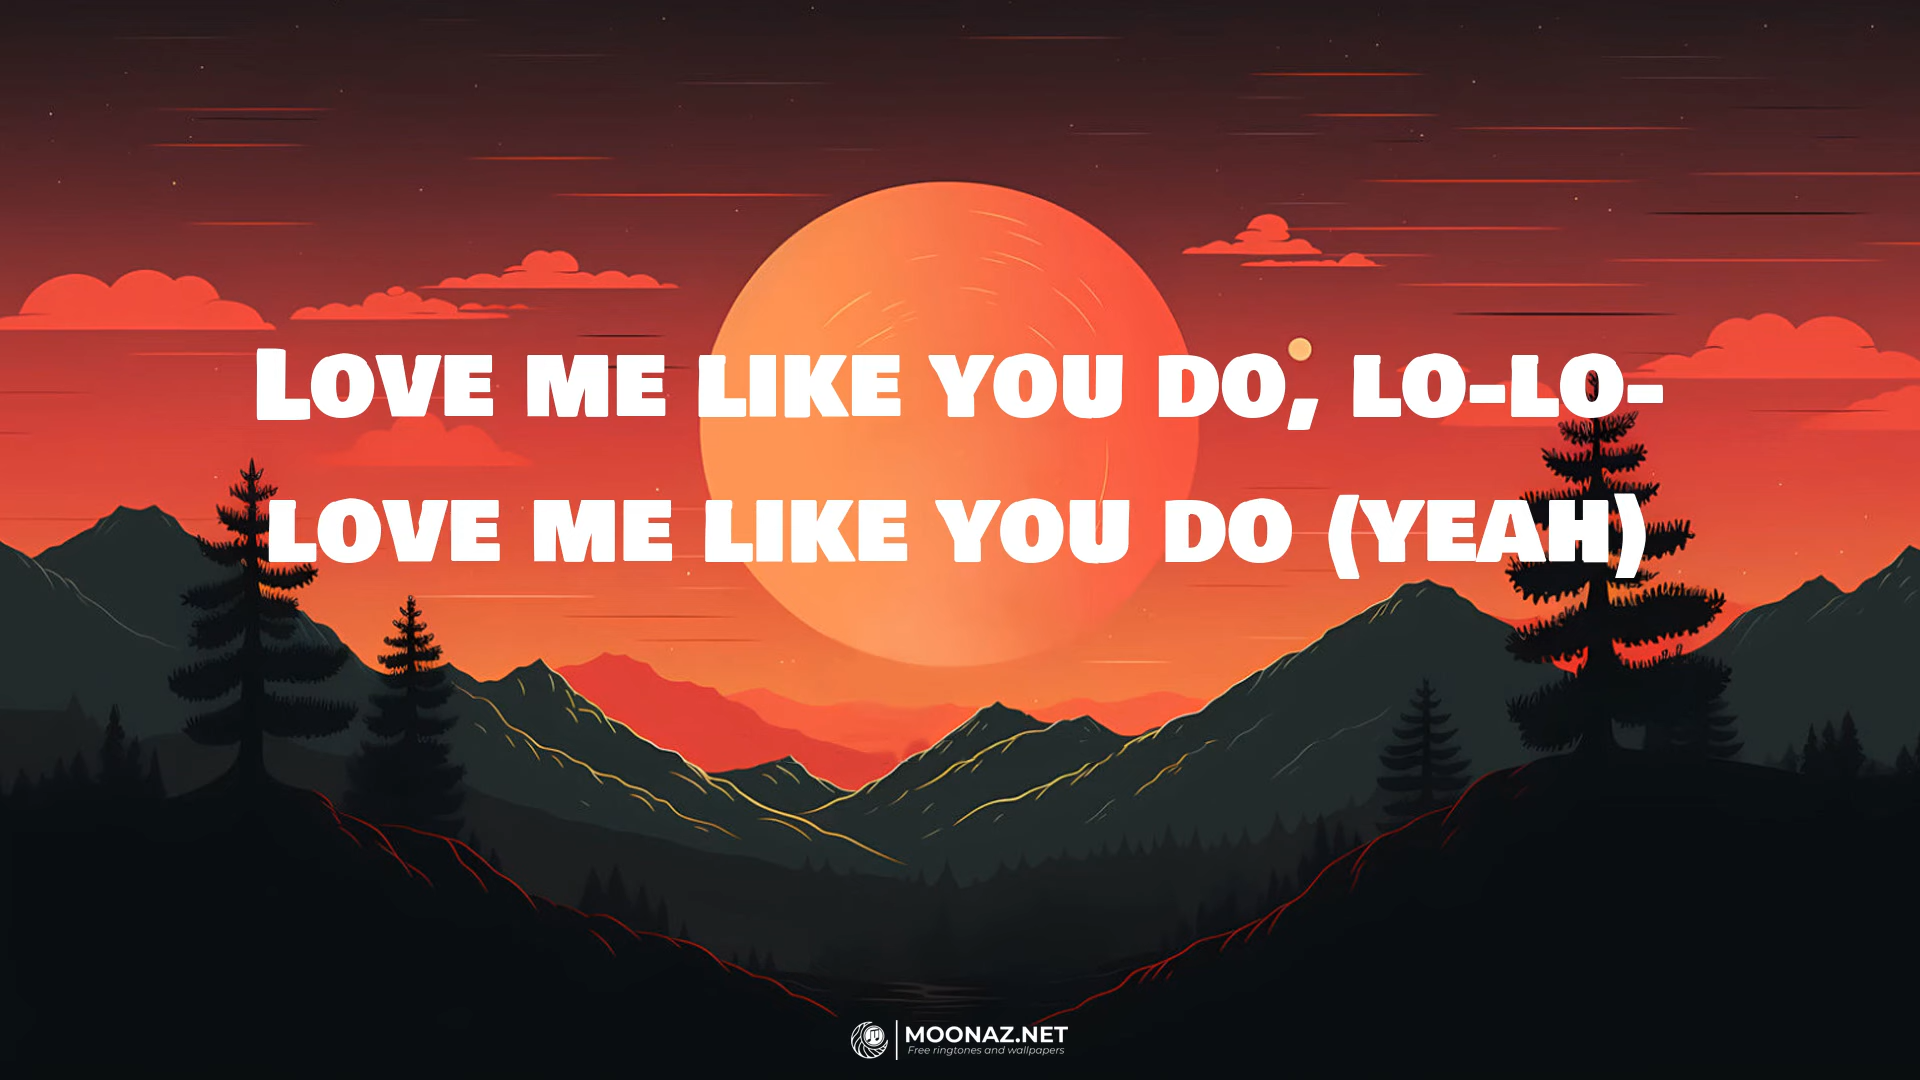 Love me like you do, lo-lo-
love me like you do (yeah)
MOONAZ.NET
Free ringtones and wallpapers